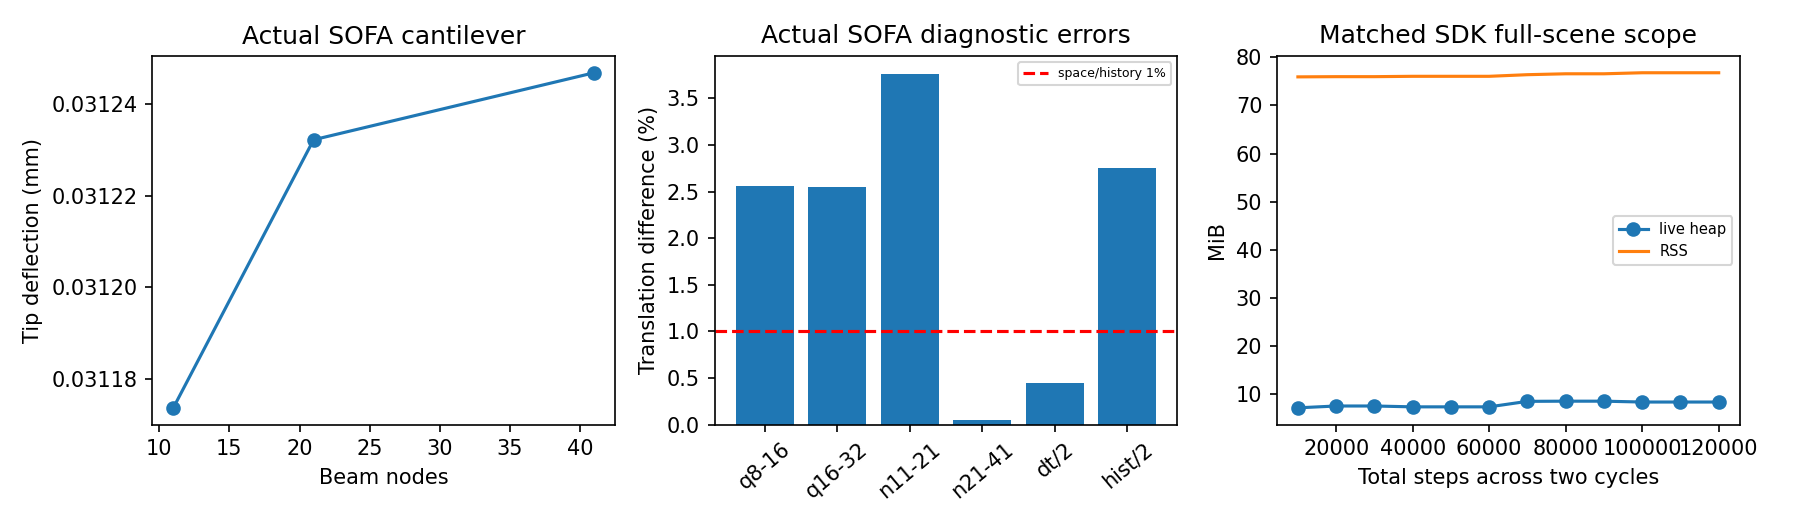 Actual SOFA cantilever
Tip deflection (mm)
0.03124
0.03122
0.03120
0.03118
10 15 20 25 30 35 40
Beam nodes
Actual SOFA diagnostic errors
Translation difference (%)
3.5
3.0
2.5
2.0
1.5
1.0
0.5
0.0
space/history 1%
q8-16 q16-32 n11-21 n21-41 dt/2 hist/2
Matched SDK full-scene scope
MiB
80
70
60
50
40
30
20
10
live heap
RSS
20000 40000 60000 80000 100000 120000
Total steps across two cycles